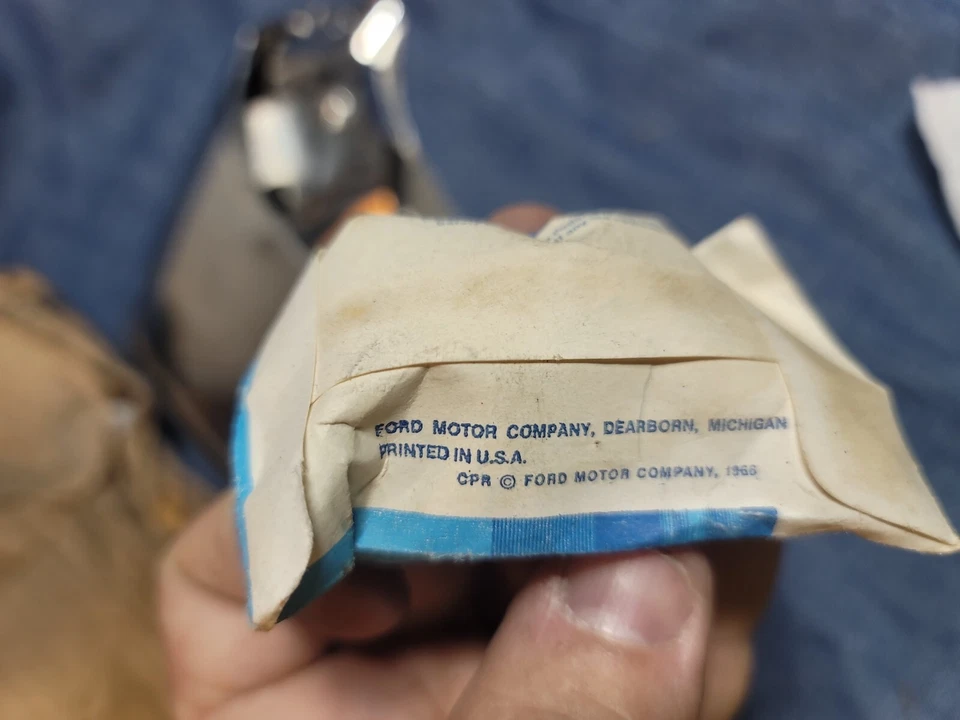 FORD MOTOR COMPANY, DEARBORN, MICHIGAN
PRINTED IN U.S.A.
CPR © FORD MOTOR COMPANY, 1966